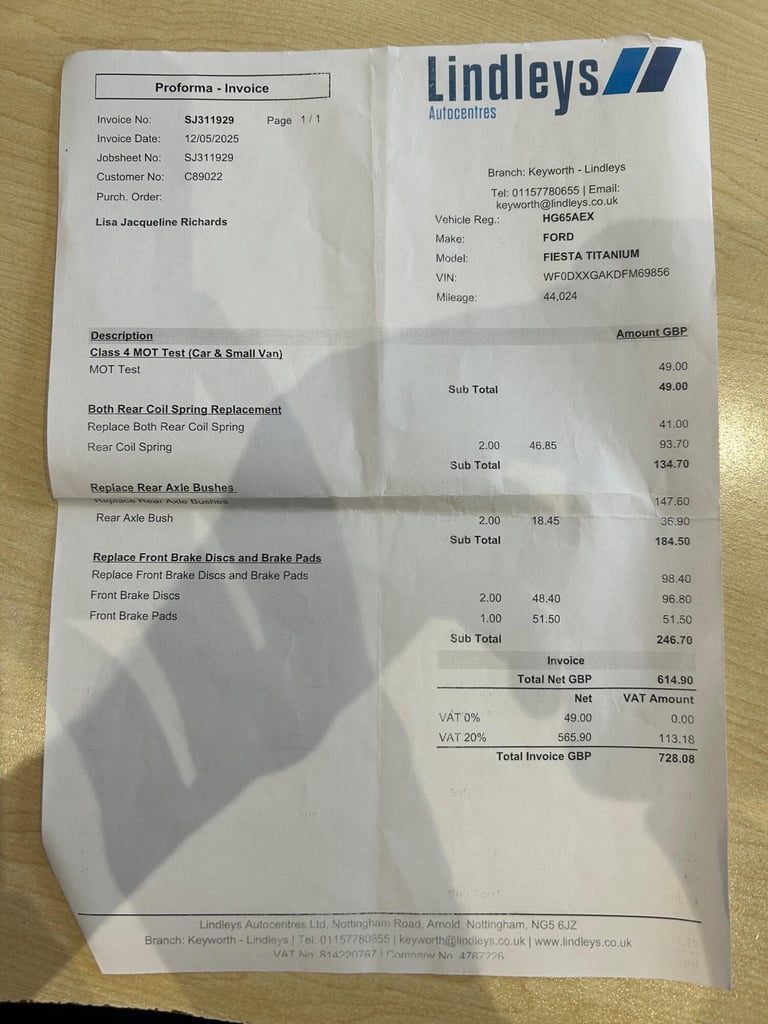 Proforma - Invoice
Lindleys
Autocentres
Invoice No: SJ311929 Page 1 / 1
Invoice Date: 12/05/2025
Jobsheet No: SJ311929
Customer No: C89022
Purch. Order:
Lisa Jacqueline Richards
Branch: Keyworth - Lindleys
Tel: 01157780655 | Email:
keyworth@lindleys.co.uk
Vehicle Reg.: HG65AEX
Make: FORD
Model: FIESTA TITANIUM
VIN: WF0DXXGAKDFM69856
Mileage: 44,024
Description Amount GBP
Class 4 MOT Test (Car & Small Van)
MOT Test 49.00
Sub Total 49.00
Both Rear Coil Spring Replacement
Replace Both Rear Coil Spring 41.00
Rear Coil Spring 2.00 46.85 93.70
Sub Total 134.70
Replace Rear Axle Bushes
Replace Rear Axle Bushes 147.60
Rear Axle Bush 2.00 18.45 36.90
Sub Total 184.50
Replace Front Brake Discs and Brake Pads
Replace Front Brake Discs and Brake Pads 98.40
Front Brake Discs 2.00 48.40 96.80
Front Brake Pads 1.00 51.50 51.50
Sub Total 246.70
Invoice
Total Net GBP 614.90
Net VAT Amount
VAT 0% 49.00 0.00
VAT 20% 565.90 113.18
Total Invoice GBP 728.08
Lindleys Autocentres Ltd, Nottingham Road, Arnold, Nottingham, NG5 6JZ
Branch: Keyworth - Lindleys | Tel: 01157780655 | keyworth@lindleys.co.uk | www.lindleys.co.uk
VAT No. 814220767 | Company No. 4767226